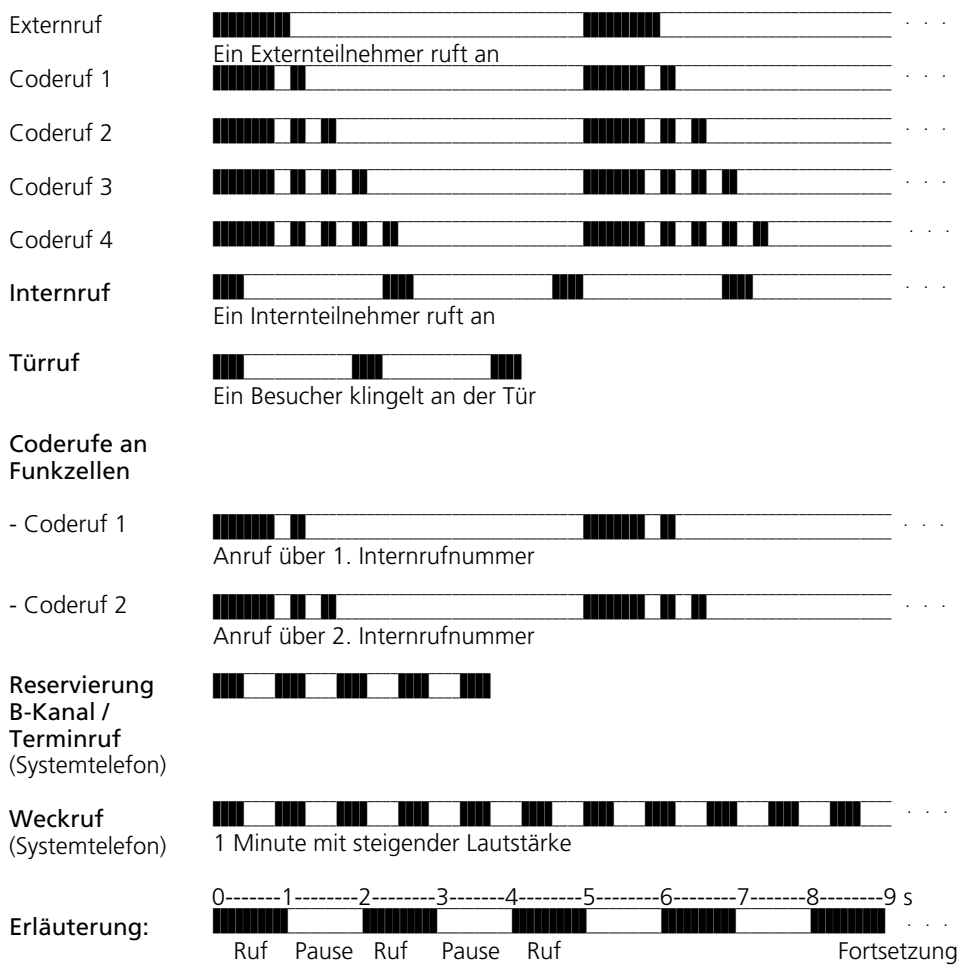 Externruf . . .
Ein Externteilnehmer ruft an
Coderuf 1 . . .
Coderuf 2 . . .
Coderuf 3 . . .
Coderuf 4 . . .
Internruf . . .
Ein Internteilnehmer ruft an
Türruf
Ein Besucher klingelt an der Tür
Coderufe an
Funkzellen
- Coderuf 1 . . .
Anruf über 1. Internrufnummer
- Coderuf 2 . . .
Anruf über 2. Internrufnummer
Reservierung
B-Kanal /
Terminruf
(Systemtelefon)
Weckruf . . .
(Systemtelefon) 1 Minute mit steigender Lautstärke
0-------1---------2-------3-------4-------5---------6-------7-------8--------9 s
Erläuterung: . . .
Ruf Pause Ruf Pause Ruf Fortsetzung